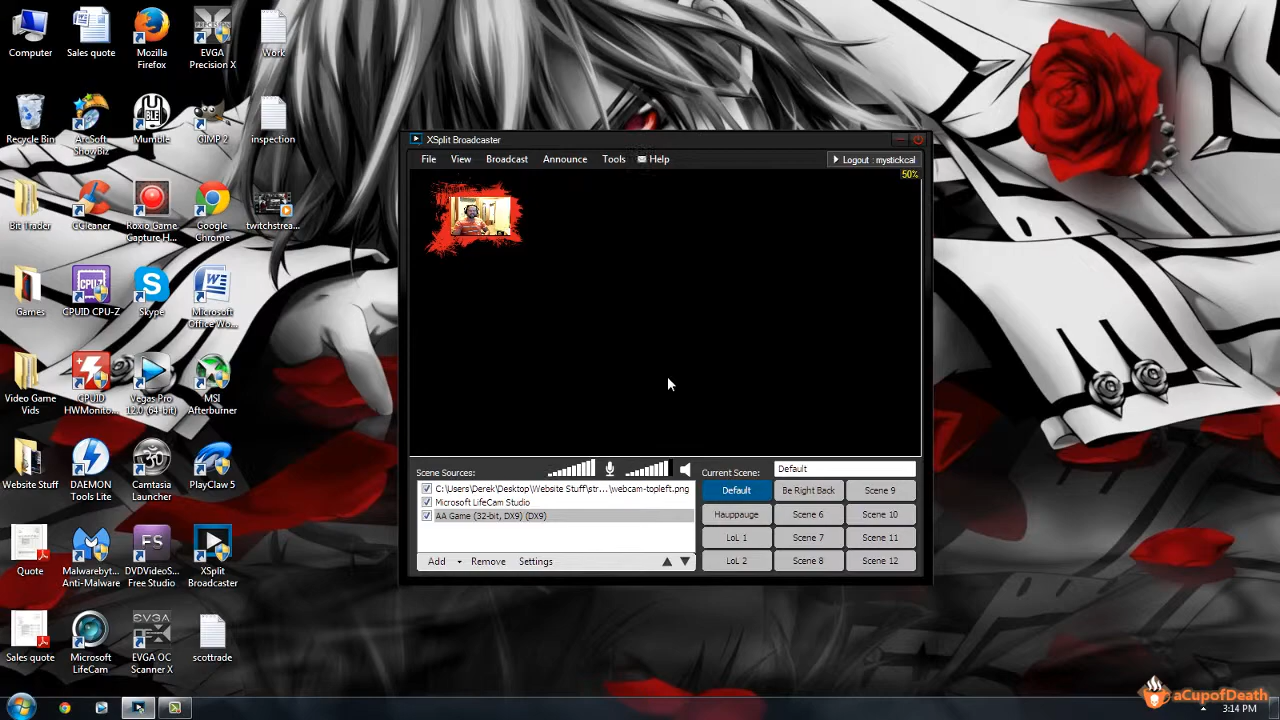 Computer
Sales quote
Mozilla
Firefox
EVGA
Precision X
Work
Recycle Bin
ArcSoft
ShowBiz
Mumble
GIMP 2
inspection
Bit Trader
CCleaner
Roxio Game
Capture H...
Google
Chrome
twitchstrea...
Games
CPUID CPU-Z
Skype
Microsoft
Office Wo...
Video Game
Vids
CPUID
HWMonito...
Vegas Pro
12.0 (64-bit)
MSI
Afterburner
Website Stuff
DAEMON
Tools Lite
Camtasia
Launcher
PlayClaw 5
Quote
Malwareby...
Anti-Malware
DVDVideoS...
Free Studio
XSplit
Broadcaster
Sales quote
Microsoft
LifeCam
EVGA OC
Scanner X
scottrade
XSplit Broadcaster
File View Broadcast Announce Tools Help Logout : mystickcal
50%
Scene Sources:
C:\Users\Derek\Desktop\Website Stuff\str...\webcam-topleft.png
Microsoft LifeCam Studio
AA Game (32-bit, DX9) (DX9)
Add Remove Settings
Current Scene: Default
Default Be Right Back Scene 9
Hauppauge Scene 6 Scene 10
LoL 1 Scene 7 Scene 11
LoL 2 Scene 8 Scene 12
aCupofDeath
3:14 PM